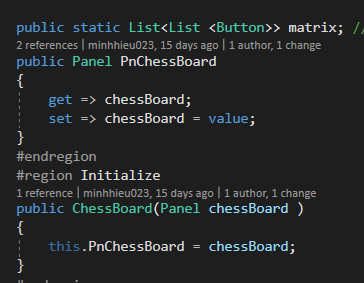 public static List<List <Button>> matrix; //
2 references | minhhieu023, 15 days ago | 1 author, 1 change
public Panel PnChessBoard
{
get => chessBoard;
set => chessBoard = value;
}
#endregion
#region Initialize
1 reference | minhhieu023, 15 days ago | 1 author, 1 change
public ChessBoard(Panel chessBoard )
{
this.PnChessBoard = chessBoard;
}